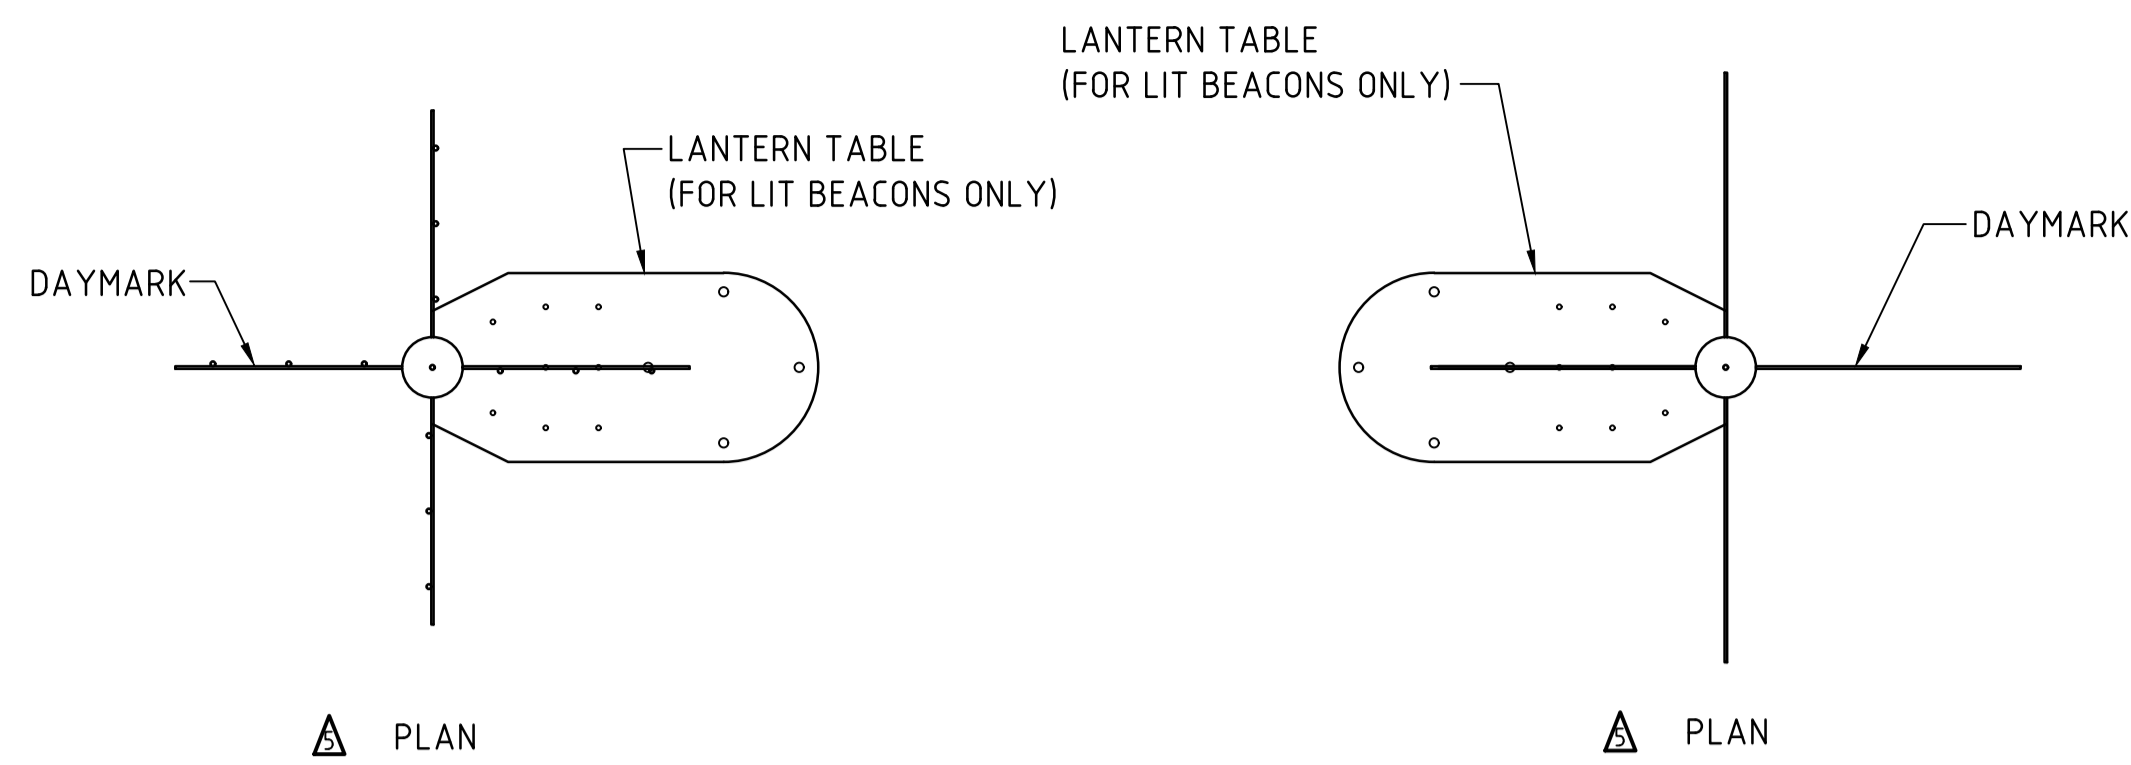 LANTERN TABLE
(FOR LIT BEACONS ONLY)
DAYMARK
5 PLAN
LANTERN TABLE
(FOR LIT BEACONS ONLY)
DAYMARK
5 PLAN